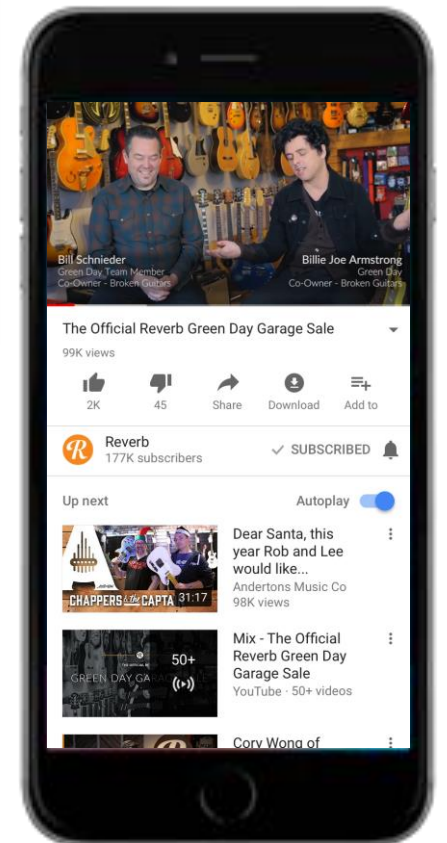 Bill Schnieder
Green Day Team Member
Co-Owner - Broken Guitars
Billie Joe Armstrong
Green Day
Co-Owner - Broken Guitars
The Official Reverb Green Day Garage Sale
99K views
2K
45
Share
Download
Add to
R
Reverb
177K subscribers
SUBSCRIBED
Up next
Autoplay
CHAPPERS & the CAPTA
31:17
Dear Santa, this
year Rob and Lee
would like...
Andertons Music Co
98K views
GREEN DAY GARAGE SALE
50+
Mix - The Official
Reverb Green Day
Garage Sale
YouTube · 50+ videos
Cory Wong of